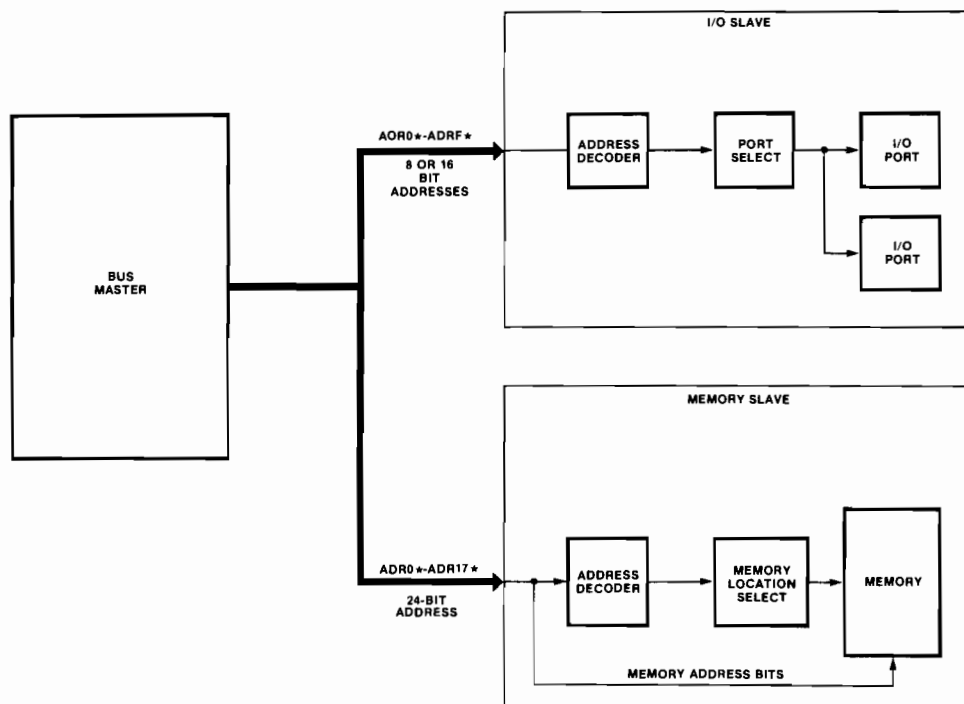 I/O SLAVE
BUS
MASTER
AOR0*-ADRF*
8 OR 16
BIT
ADDRESSES
ADDRESS
DECODER
PORT
SELECT
I/O
PORT
I/O
PORT
MEMORY SLAVE
ADR0*-ADR17*
24-BIT
ADDRESS
ADDRESS
DECODER
MEMORY
LOCATION
SELECT
MEMORY
MEMORY ADDRESS BITS